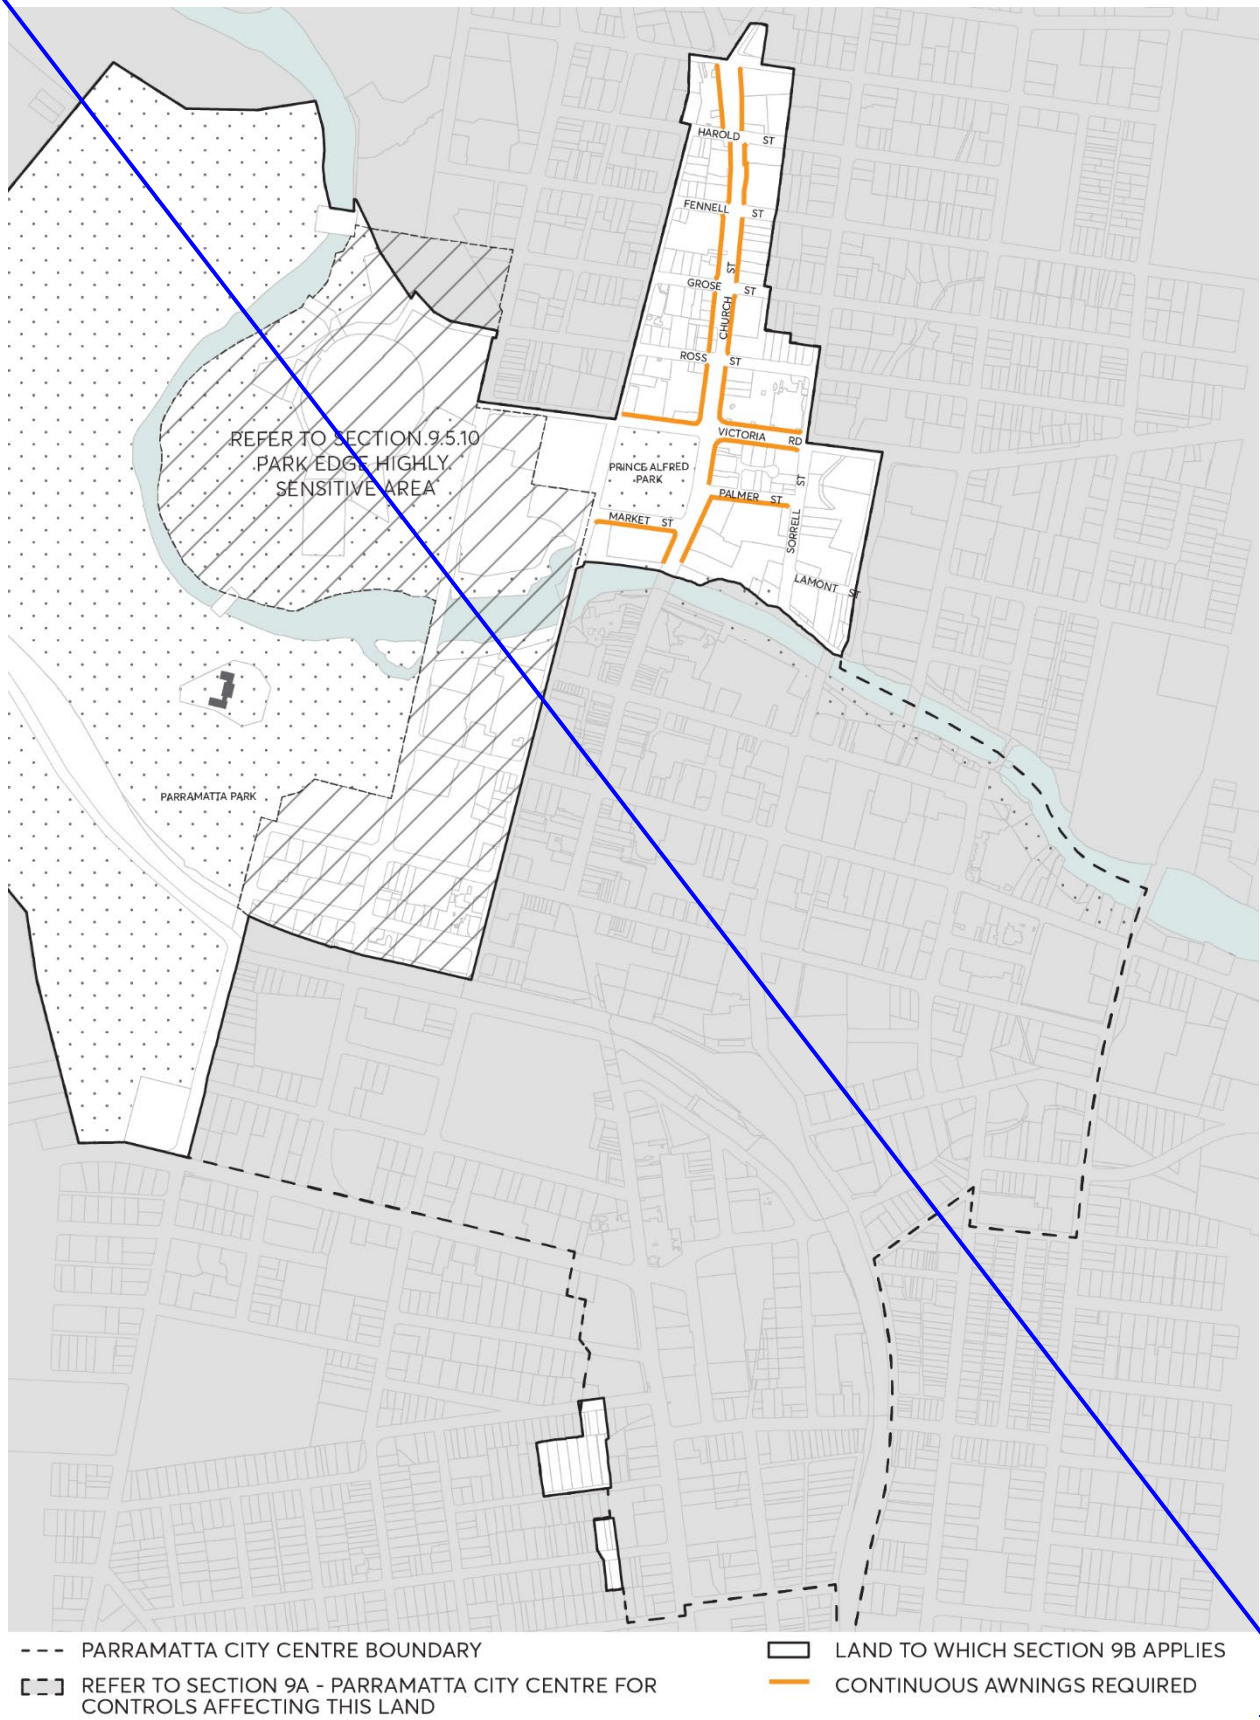 HAROLD ST
FENNELL ST
GROSE ST
CHURCH ST
ROSS ST
VICTORIA RD
REFER TO SECTION 9.5.10
PARK EDGE HIGHLY
SENSITIVE AREA
PRINCE ALFRED
PARK
PALMER ST
MARKET ST
SORRELL ST
LAMONT ST
PARRAMATTA PARK
PARRAMATTA CITY CENTRE BOUNDARY
REFER TO SECTION 9A - PARRAMATTA CITY CENTRE FOR
CONTROLS AFFECTING THIS LAND
LAND TO WHICH SECTION 9B APPLIES
CONTINUOUS AWNINGS REQUIRED